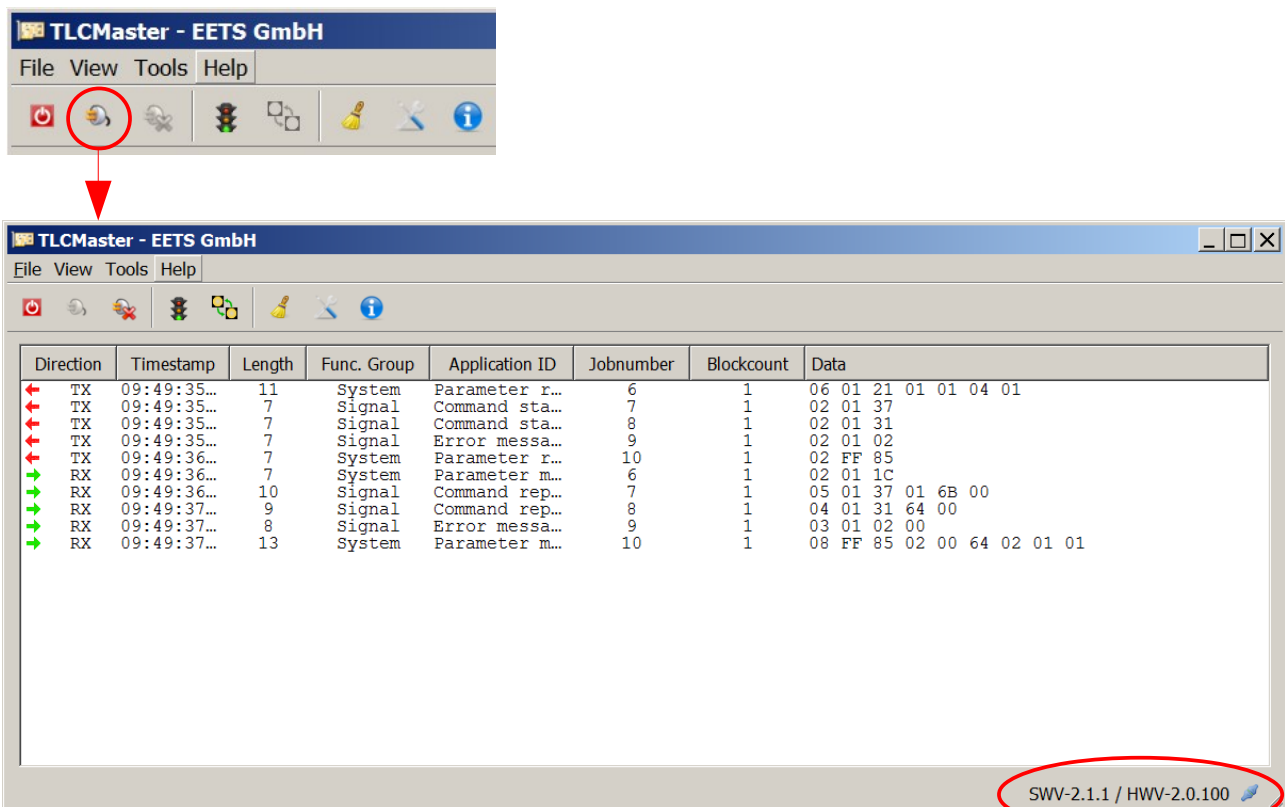 TLCMaster - EETS GmbH
File View Tools Help
TLCMaster - EETS GmbH
File View Tools Help
Direction Timestamp Length Func. Group Application ID Jobnumber Blockcount Data
TX 09:49:35… 11 System Parameter r… 6 1 06 01 21 01 01 04 01
TX 09:49:35… 7 Signal Command sta… 7 1 02 01 37
TX 09:49:35… 7 Signal Command sta… 8 1 02 01 31
TX 09:49:35… 7 Signal Error messa… 9 1 02 01 02
TX 09:49:36… 7 System Parameter r… 10 1 02 FF 85
RX 09:49:36… 7 System Parameter m… 6 1 02 01 1C
RX 09:49:36… 10 Signal Command rep… 7 1 05 01 37 01 6B 00
RX 09:49:37… 9 Signal Command rep… 8 1 04 01 31 64 00
RX 09:49:37… 8 Signal Error messa… 9 1 03 01 02 00
RX 09:49:37… 13 System Parameter m… 10 1 08 FF 85 02 00 64 02 01 01
SWV-2.1.1 / HWV-2.0.100